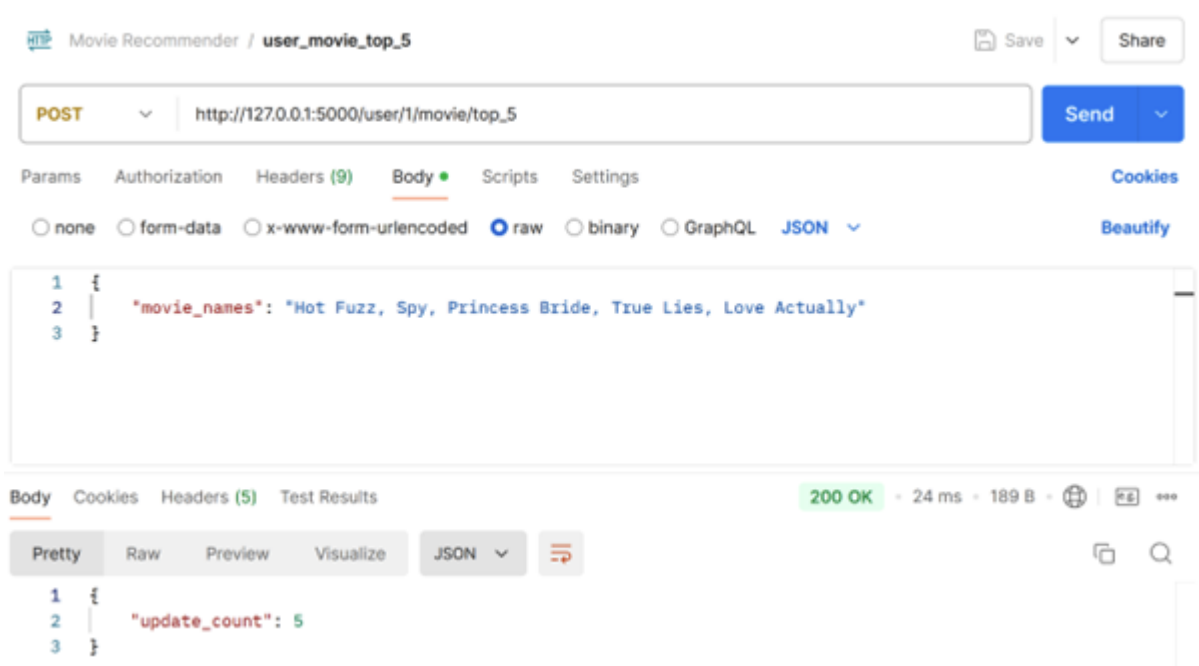 HTTP Movie Recommender / user_movie_top_5 Save Share
POST http://127.0.0.1:5000/user/1/movie/top_5 Send
Params Authorization Headers (9) Body Scripts Settings Cookies
none form-data x-www-form-urlencoded raw binary GraphQL JSON Beautify
1 {
2 "movie_names": "Hot Fuzz, Spy, Princess Bride, True Lies, Love Actually"
3 }
Body Cookies Headers (5) Test Results 200 OK 24 ms 189 B
Pretty Raw Preview Visualize JSON
1 {
2 "update_count": 5
3 }